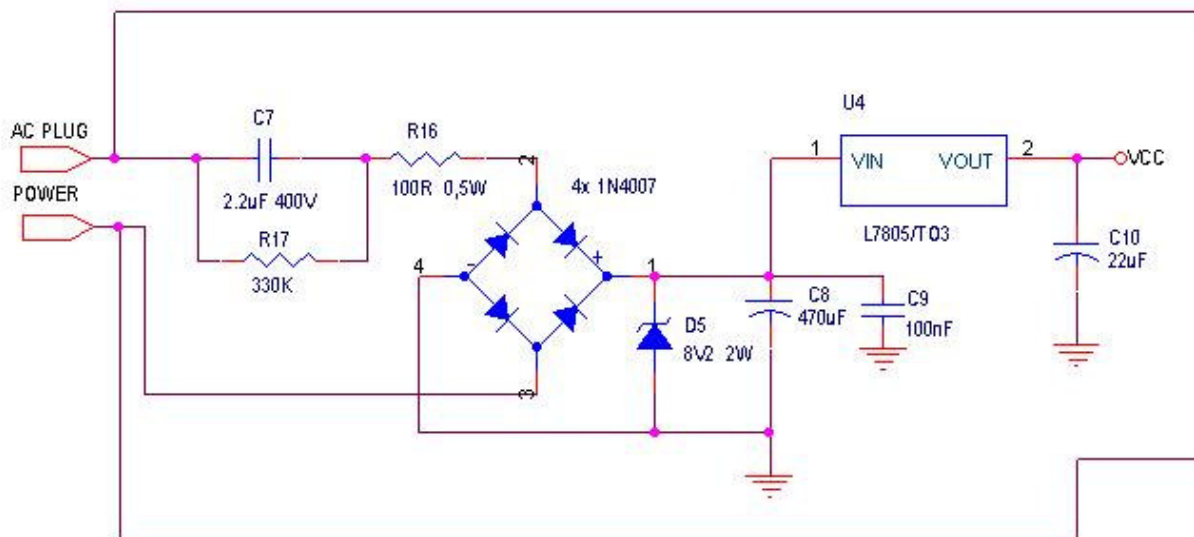 U4
C7
AC PLUG
R16
2
1
VIN
VOUT
2
VCC
2.2uF 400V
100R 0,5W
4x 1N4007
POWER
R17
L7805/TO3
C10
22uF
330K
4
-
+
1
C8
470uF
C9
100nF
D5
8V2 2W
3